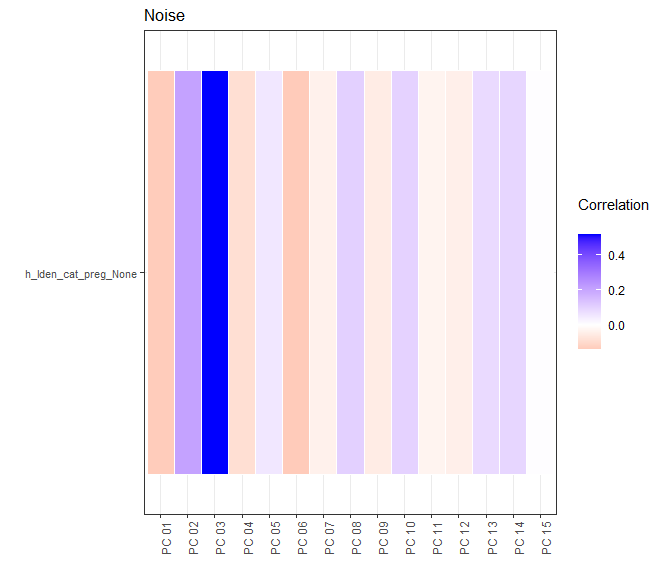 Noise
h_lden_cat_preg_None
PC 01
PC 02
PC 03
PC 04
PC 05
PC 06
PC 07
PC 08
PC 09
PC 10
PC 11
PC 12
PC 13
PC 14
PC 15
Correlation
0.4
0.2
0.0